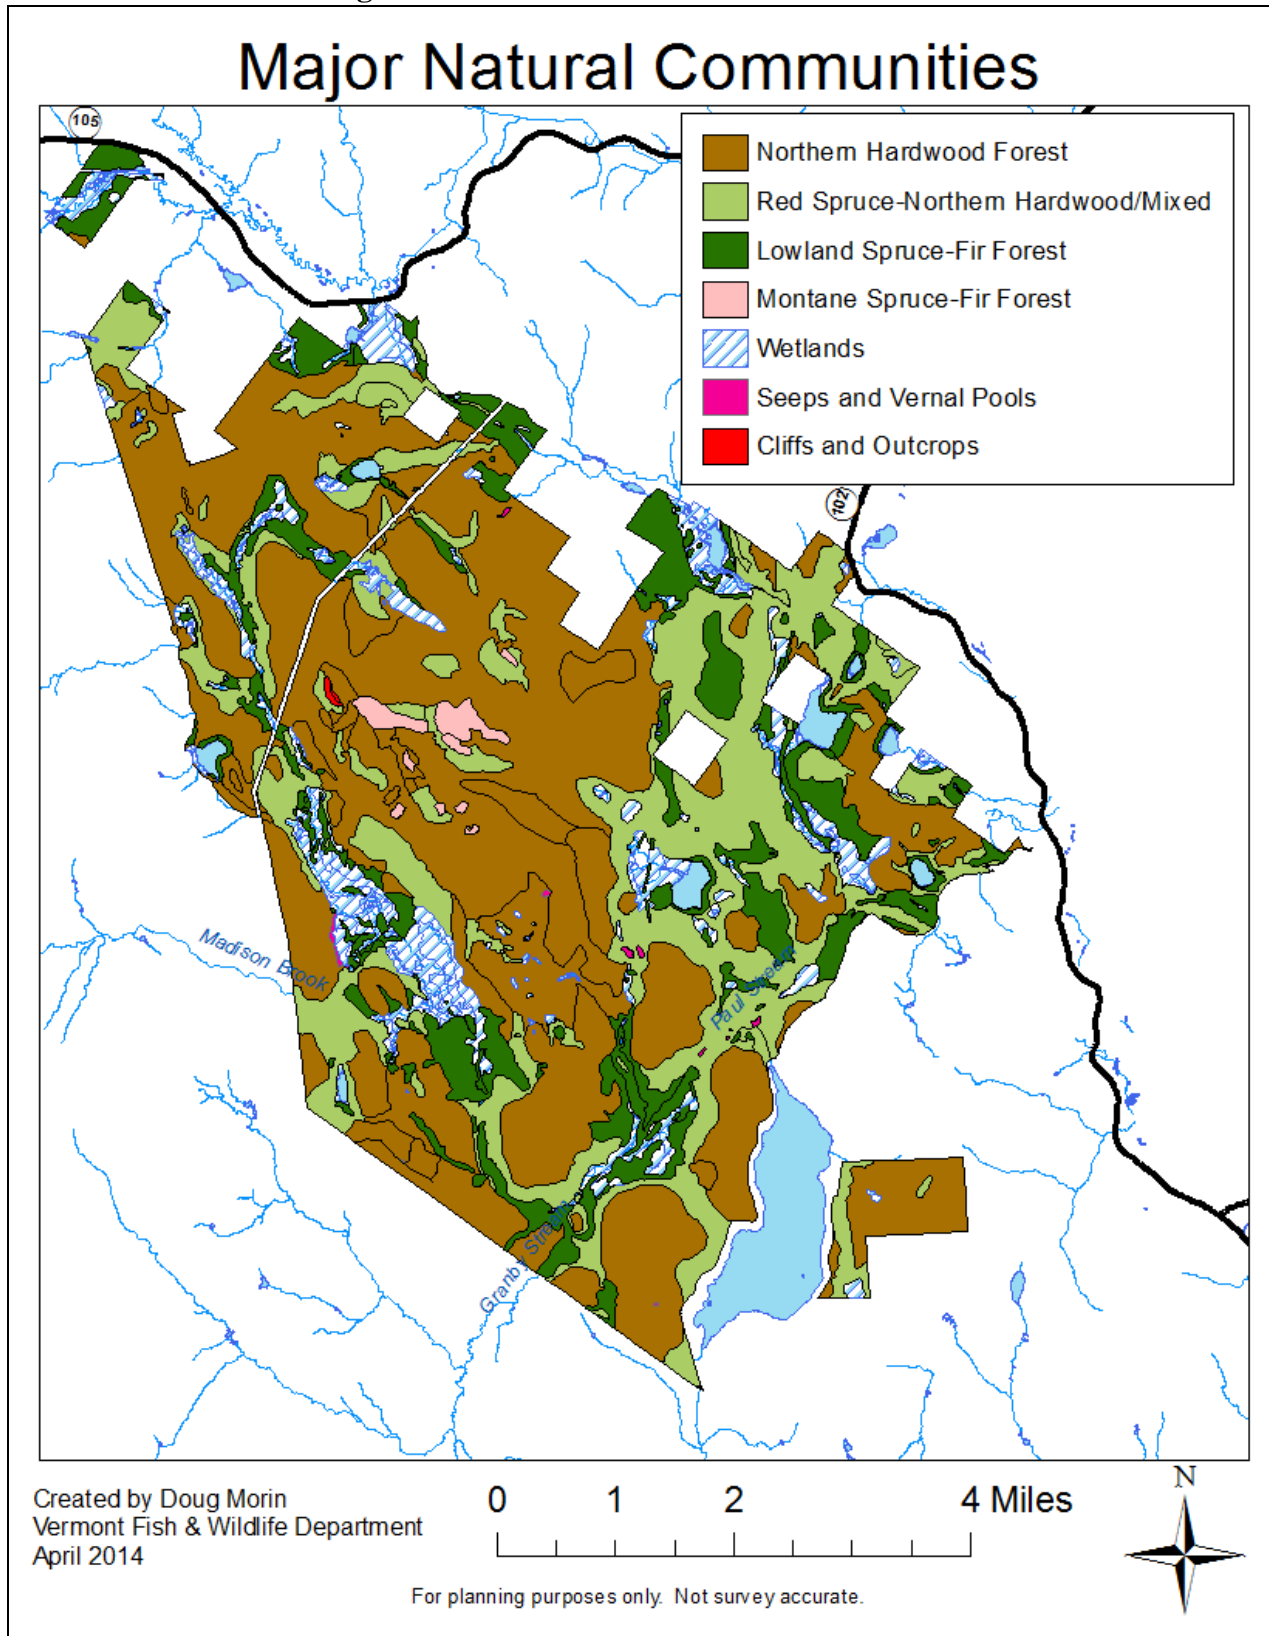 Major Natural Communities
105
Northern Hardwood Forest
Red Spruce-Northern Hardwood/Mixed
Lowland Spruce-Fir Forest
Montane Spruce-Fir Forest
Wetlands
Seeps and Vernal Pools
Cliffs and Outcrops
102
Madison Brook
Paul Stream
Granby Stream
N
0 1 2 4 Miles
Created by Doug Morin
Vermont Fish & Wildlife Department
April 2014
For planning purposes only. Not survey accurate.